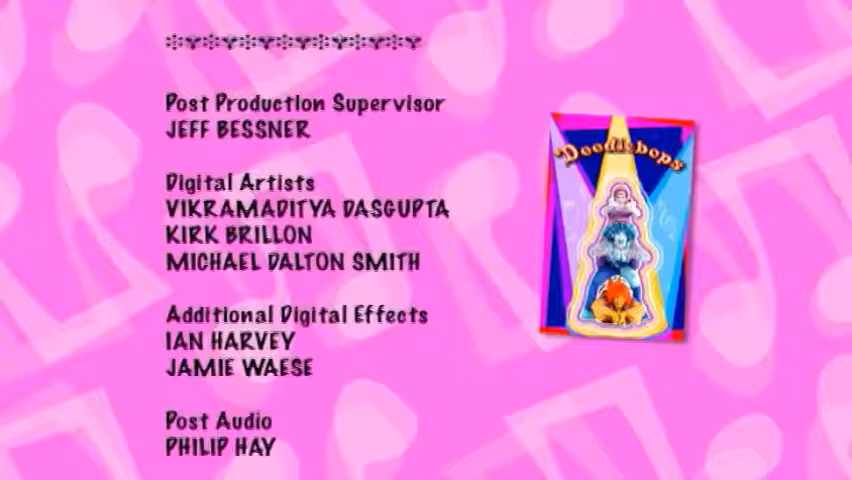 Post Production Supervisor
JEFF BESSNER
Digital Artists
VIKRAMADITYA DASGUPTA
KIRK BRILLON
MICHAEL DALTON SMITH
Additional Digital Effects
IAN HARVEY
JAMIE WAESE
Post Audio
PHILIP HAY
Doodlebops